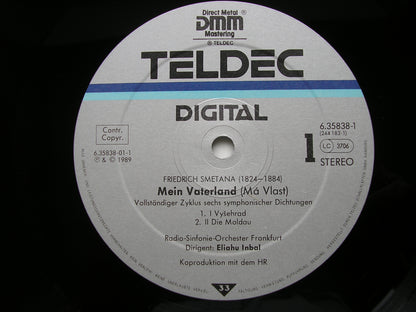 Direct Metal ®
DMM
Mastering
® TELDEC
TELDEC
DIGITAL
Contr.
Copyr.
6.35838-1
(244 183-1)
LC 3706
6.35838-01-1
Ⓟ & © 1989
1
STEREO
FRIEDRICH SMETANA (1824—1884)
Mein Vaterland (Má Vlast)
Vollständiger Zyklus sechs symphonischer Dichtungen
1. I Vyšehrad
2. II Die Moldau
Radio-Sinfonie-Orchester Frankfurt
Dirigent: Eliahu Inbal
Koproduktion mit dem HR
33